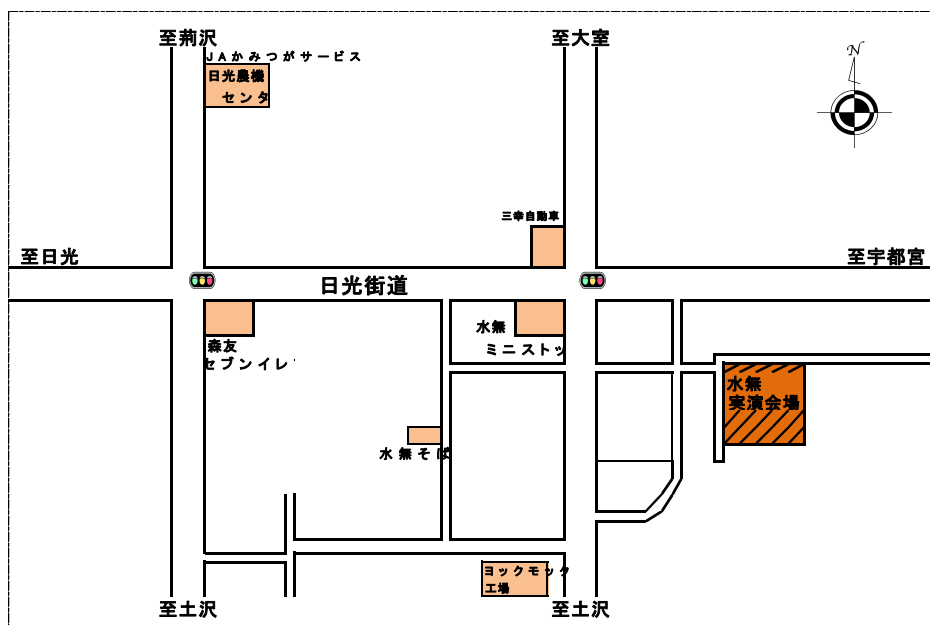 至荊沢
至大室
JAかみつがサービス
日光農機
センタ
N
三幸自動車
至日光
至宇都宮
日光街道
水無
ミニストッ
森友
セブンイレ
水無
実演会場
水無そば
ヨックモック
工場
至土沢
至土沢